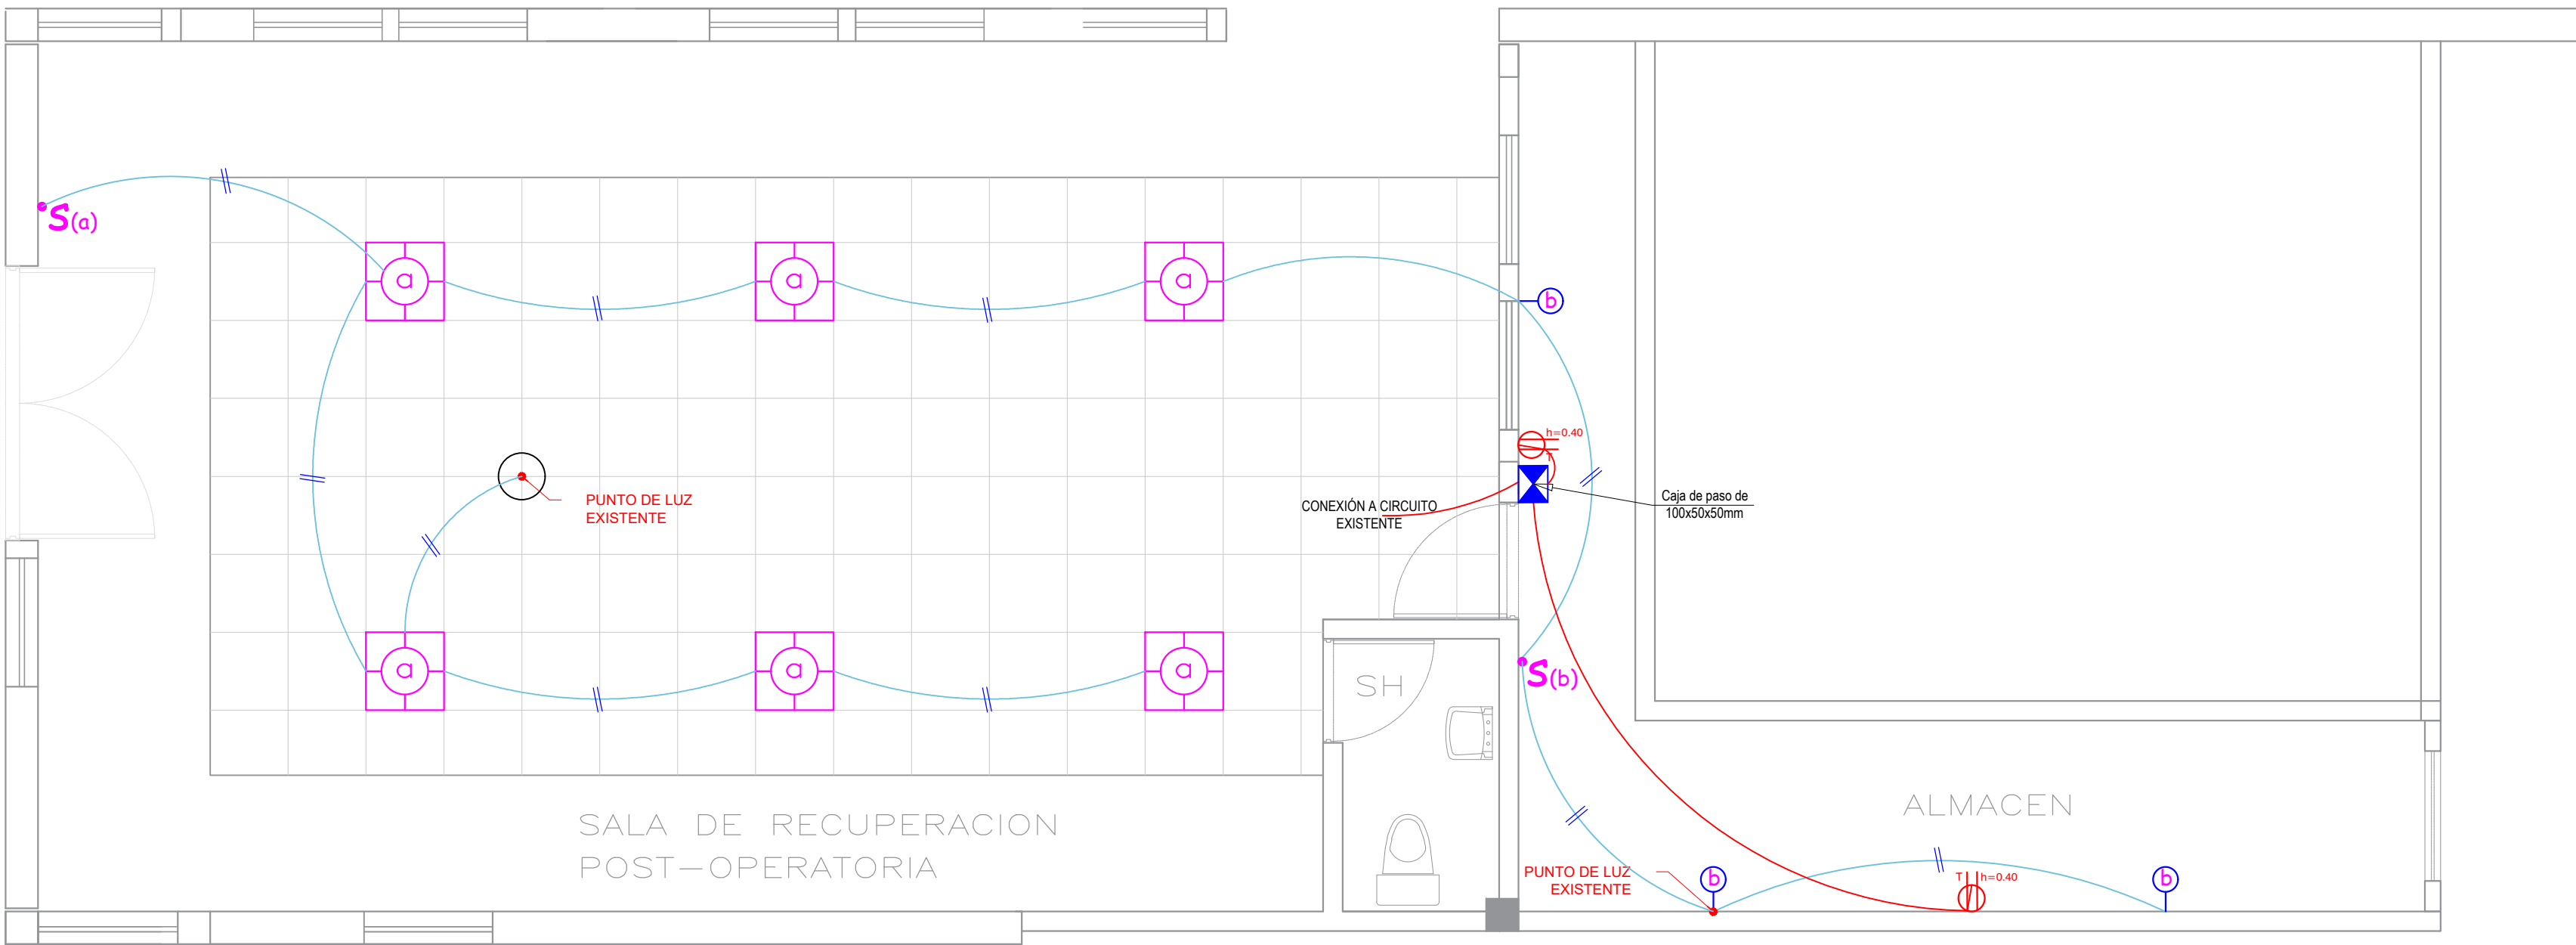 S(a)
a
a
a
b
h=0.40
T
PUNTO DE LUZ
EXISTENTE
CONEXIÓN A CIRCUITO
EXISTENTE
Caja de paso de
100x50x50mm
a
a
a
SH
S(b)
SALA DE RECUPERACION
POST-OPERATORIA
ALMACEN
PUNTO DE LUZ
EXISTENTE
b
T h=0.40
b